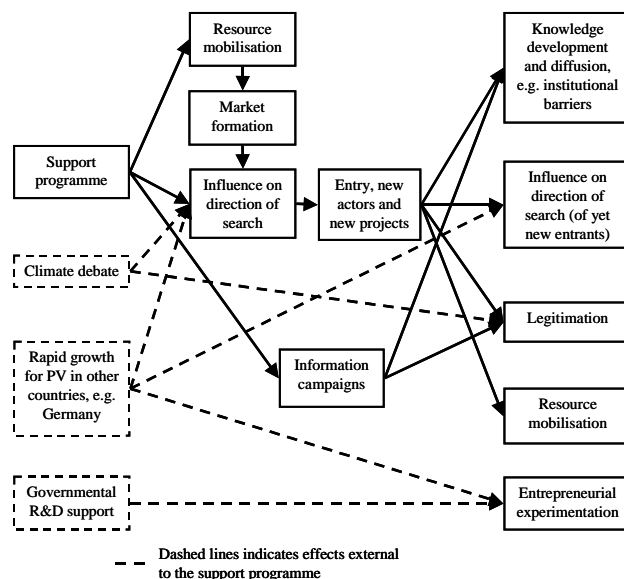 Resource
mobilisation
Market
formation
Support
programme
Influence on
direction of
search
Entry, new
actors and
new projects
Knowledge
development
and diffusion,
e.g. institutional
barriers
Influence on
direction of
search (of yet
new entrants)
Climate debate
Legitimation
Rapid growth
for PV in other
countries, e.g.
Germany
Information
campaigns
Resource
mobilisation
Governmental
R&D support
Entrepreneurial
experimentation
Dashed lines indicates effects external
to the support programme